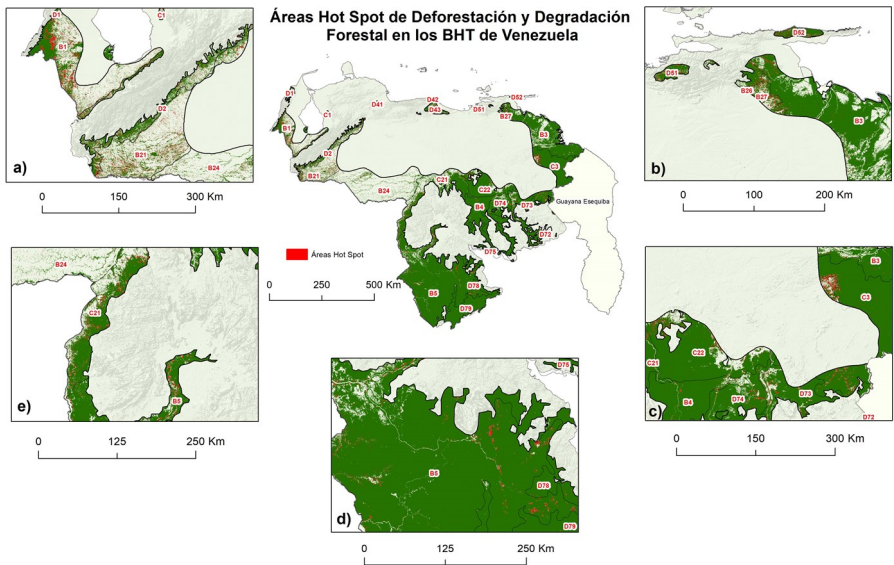 Áreas Hot Spot de Deforestación y Degradación
Forestal en los BHT de Venezuela
D1
C1
B1
D2
B21
B24
a)
0 150 300 Km
D52
D51
B26
B27
B3
b)
0 100 200 Km
D1
C1
B1
D2
B21
B24
D41
D42
D43
D51
D52
B27
B3
C3
C21
C22
B4
D74
D73
Guayana Esequiba
D72
D75
B5
D78
D79
Áreas Hot Spot
0 250 500 Km
B24
C21
B5
e)
0 125 250 Km
B3
C3
C21
C22
B4
D74
D73
D72
c)
0 150 300 Km
D75
B5
D78
D79
d)
0 125 250 Km